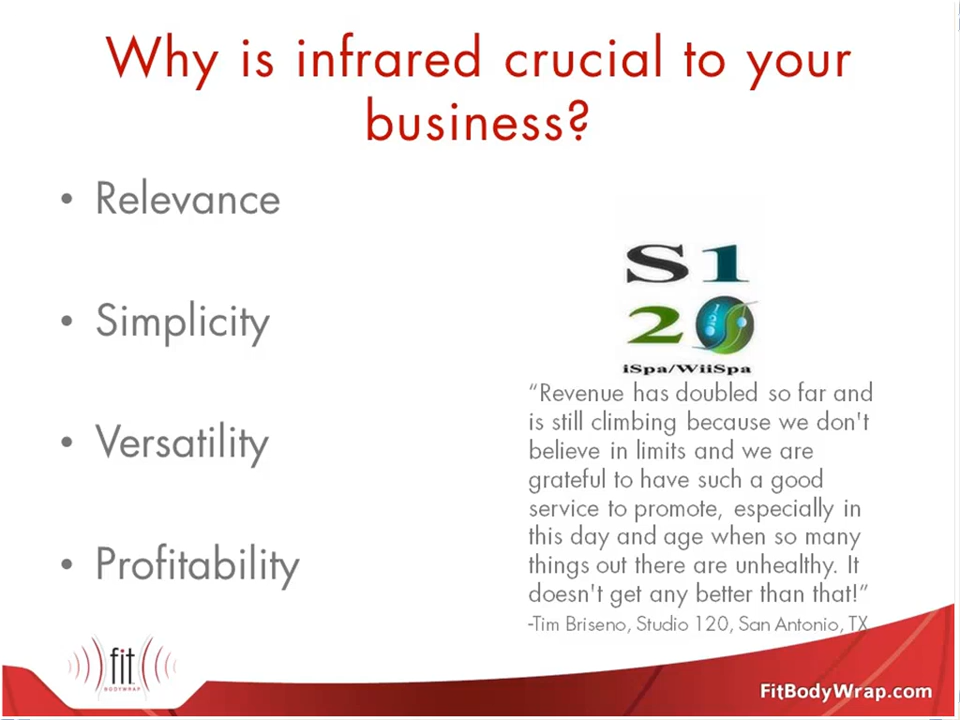 Why is infrared crucial to your
business?
• Relevance
• Simplicity
• Versatility
• Profitability
S1
20
iSpa/WiiSpa
“Revenue has doubled so far and
is still climbing because we don't
believe in limits and we are
grateful to have such a good
service to promote, especially in
this day and age when so many
things out there are unhealthy. It
doesn't get any better than that!”
-Tim Briseno, Studio 120, San Antonio, TX
fit
BODYWRAP
FitBodyWrap.com